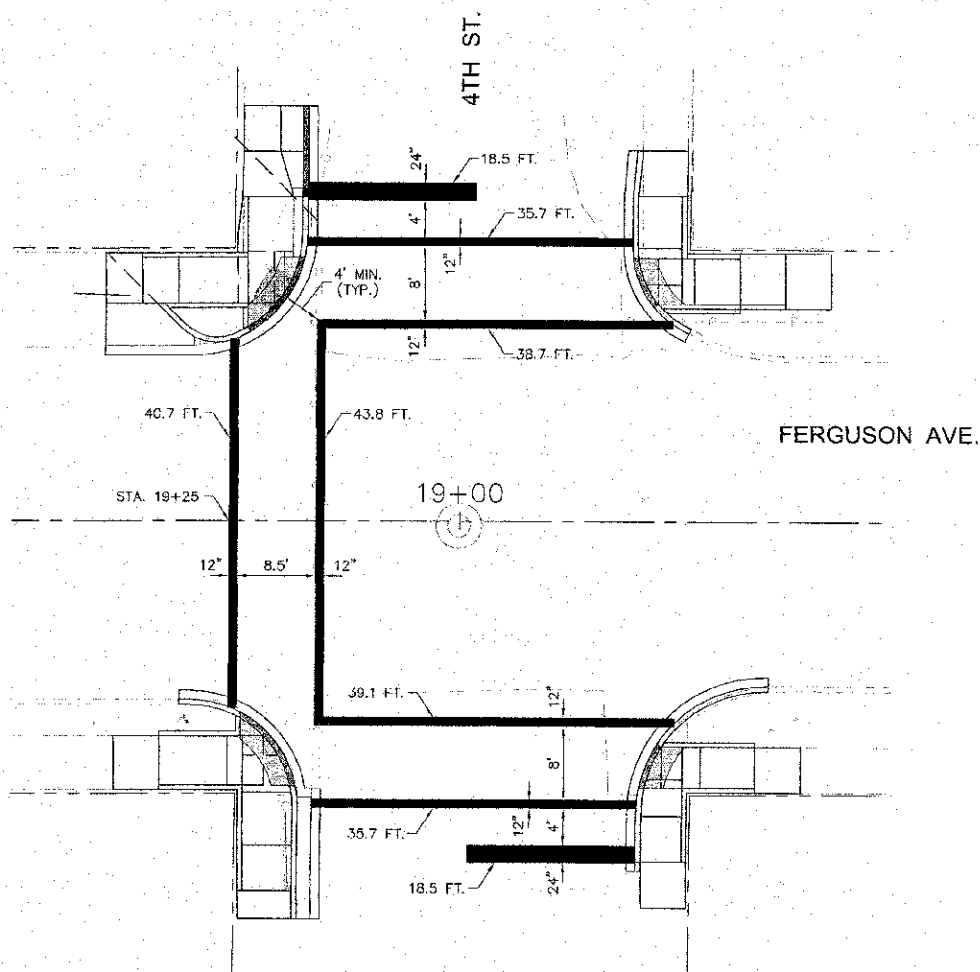 4TH ST.
24"
18.5 FT.
4'
35.7 FT.
12"
4' MIN.
(TYP.)
8'
12"
38.7 FT.
40.7 FT.
43.8 FT.
FERGUSON AVE.
STA. 19+25
19+00
12"
8.5'
12"
39.1 FT.
12"
8'
35.7 FT.
12"
4'
18.5 FT.
24"